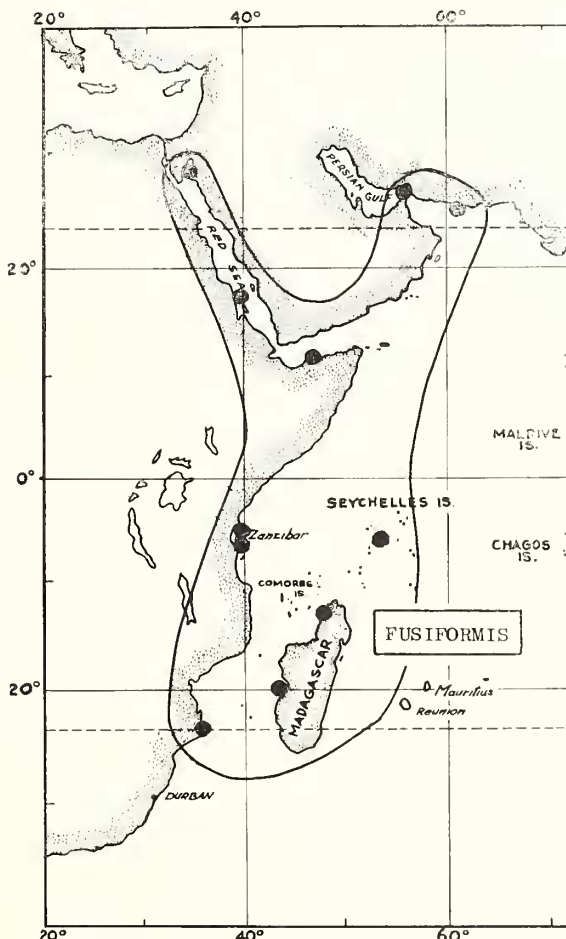 20°
40°
60°
PERSIAN GULF
RED SEA
20°
MALDIVE
IS.
0°
SEYCHELLES IS.
Zanzibar
CHAGOS
IS.
COMORES
IS.
FUSIFORMIS
MADAGASCAR
20°
Mauritius
Reunion
DURBAN
20°
40°
60°